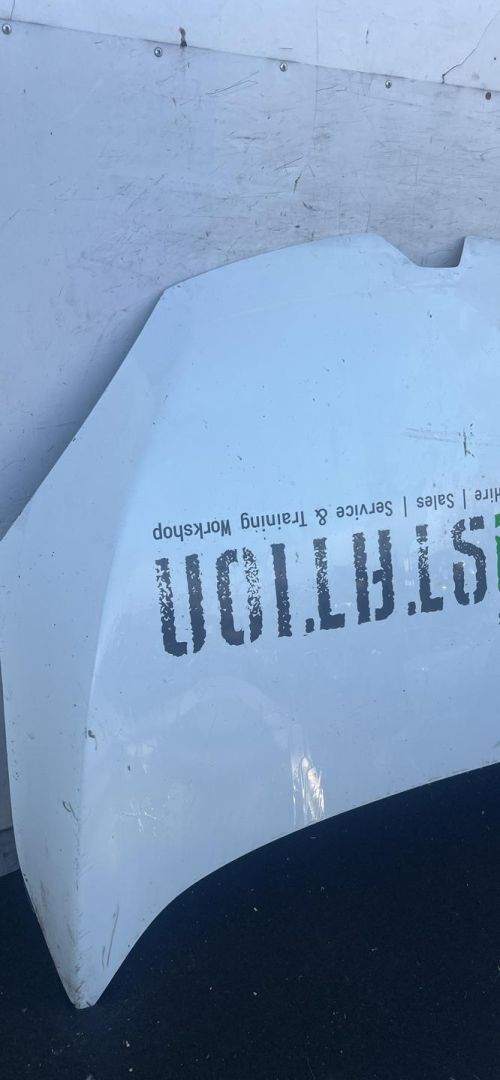 STATION
Hire | Sales | Service & Training Workshop